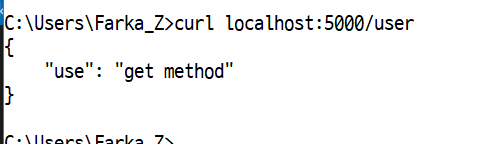 C:\Users\Farka_Z>curl localhost:5000/user
{
    "use": "get method"
}
C:\Users\Farka_Z>